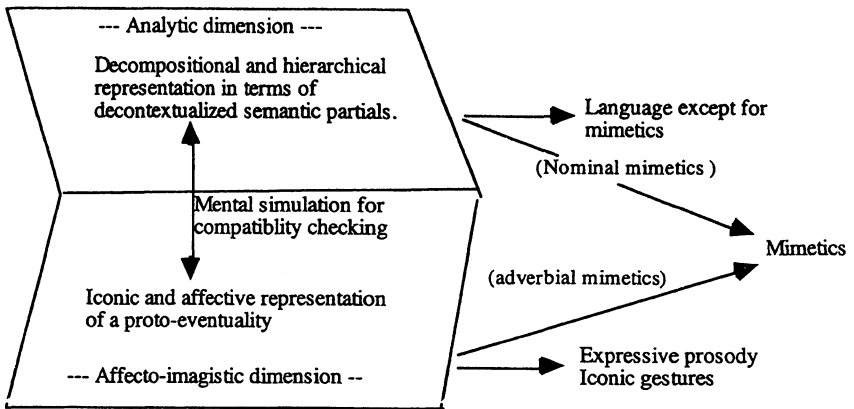 --- Analytic dimension ---
Decompositional and hierarchical
representation in terms of
decontextualized semantic partials.
Language except for
mimetics
(Nominal mimetics )
Mental simulation for
compatiblity checking
Mimetics
(adverbial mimetics)
Iconic and affective representation
of a proto-eventuality
Expressive prosody
Iconic gestures
--- Affecto-imagistic dimension --